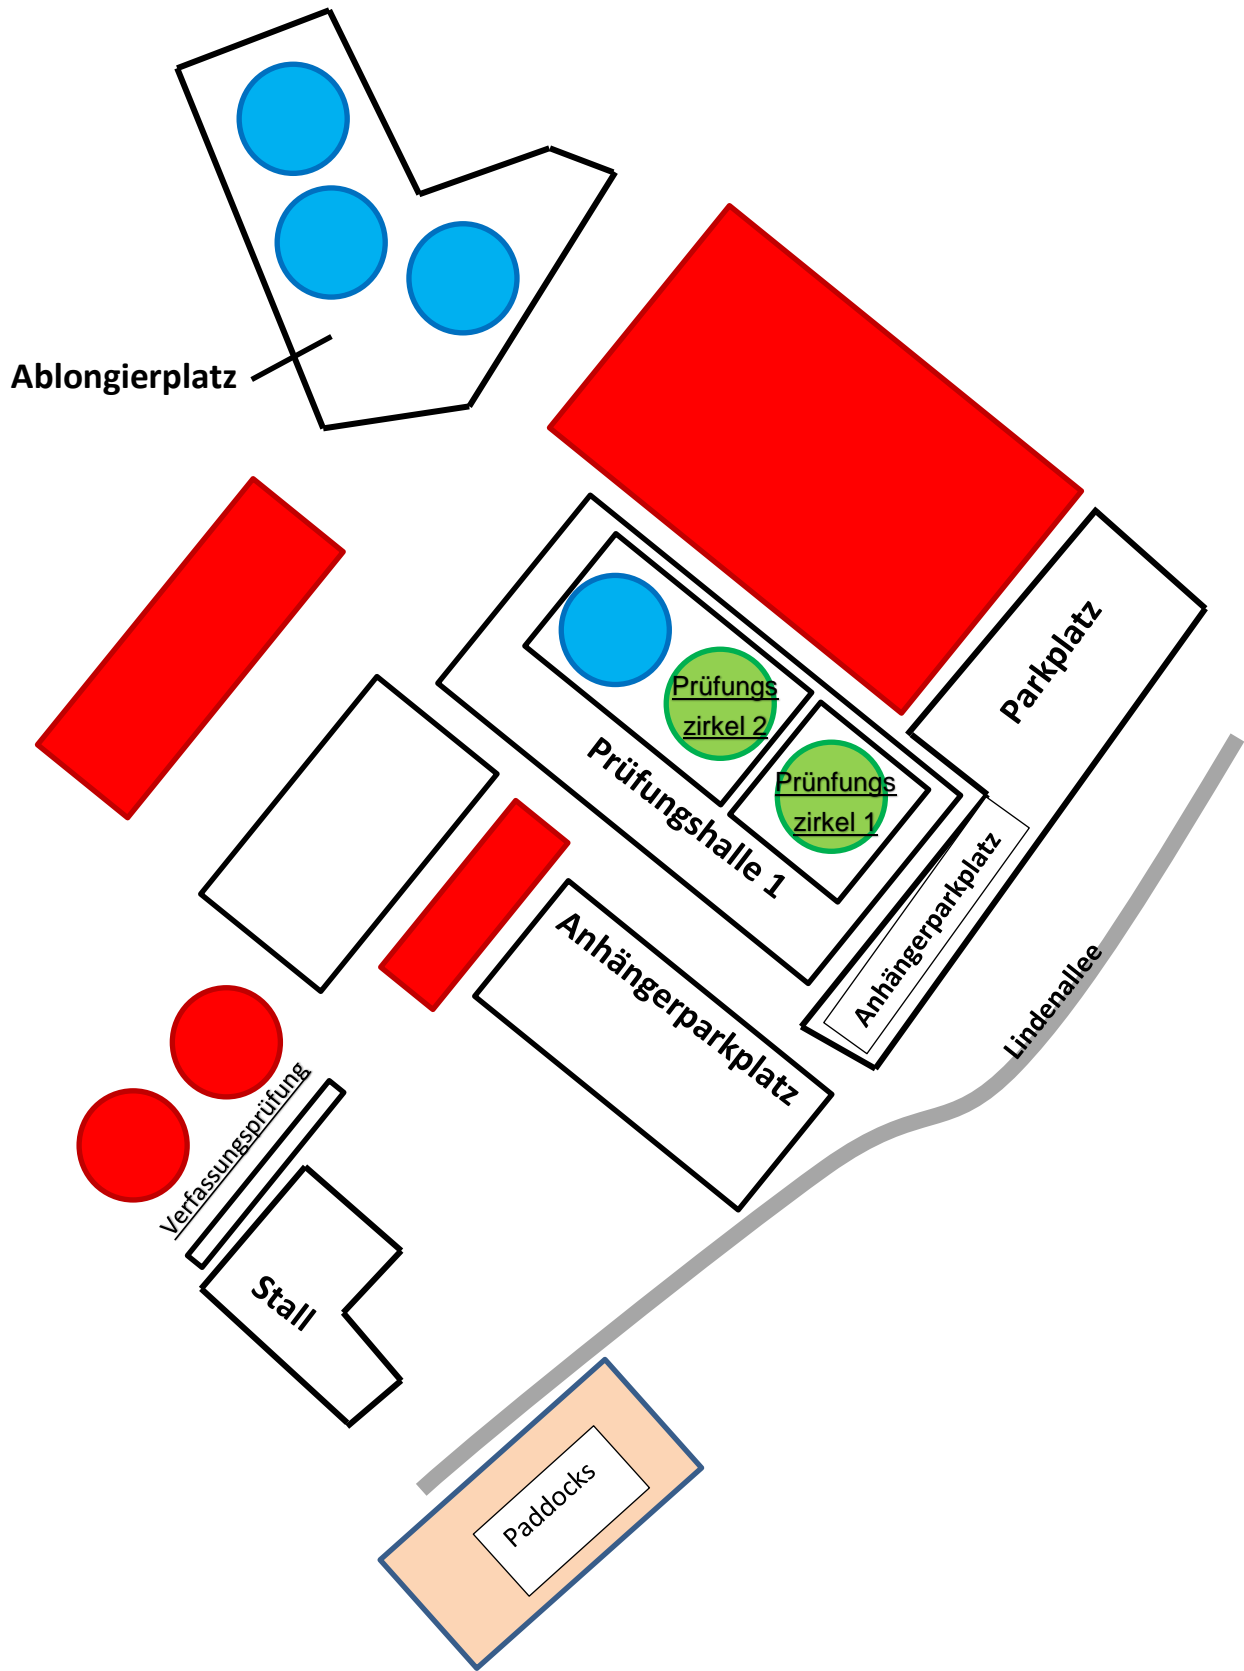 Ablongierplatz
Parkplatz
Prüfungs
zirkel 2
Prünfungs
zirkel 1
Prüfungshalle 1
Anhängerparkplatz
Anhängerparkplatz
Lindenallee
Verfassungsprüfung
Stall
Paddocks